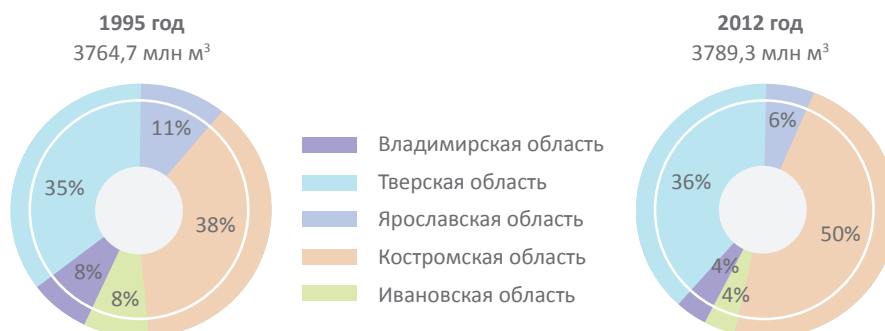 1995 год
3764,7 млн м³
11%
35%
38%
8%
8%
Владимирская область
Тверская область
Ярославская область
Костромская область
Ивановская область
2012 год
3789,3 млн м³
6%
36%
50%
4%
4%